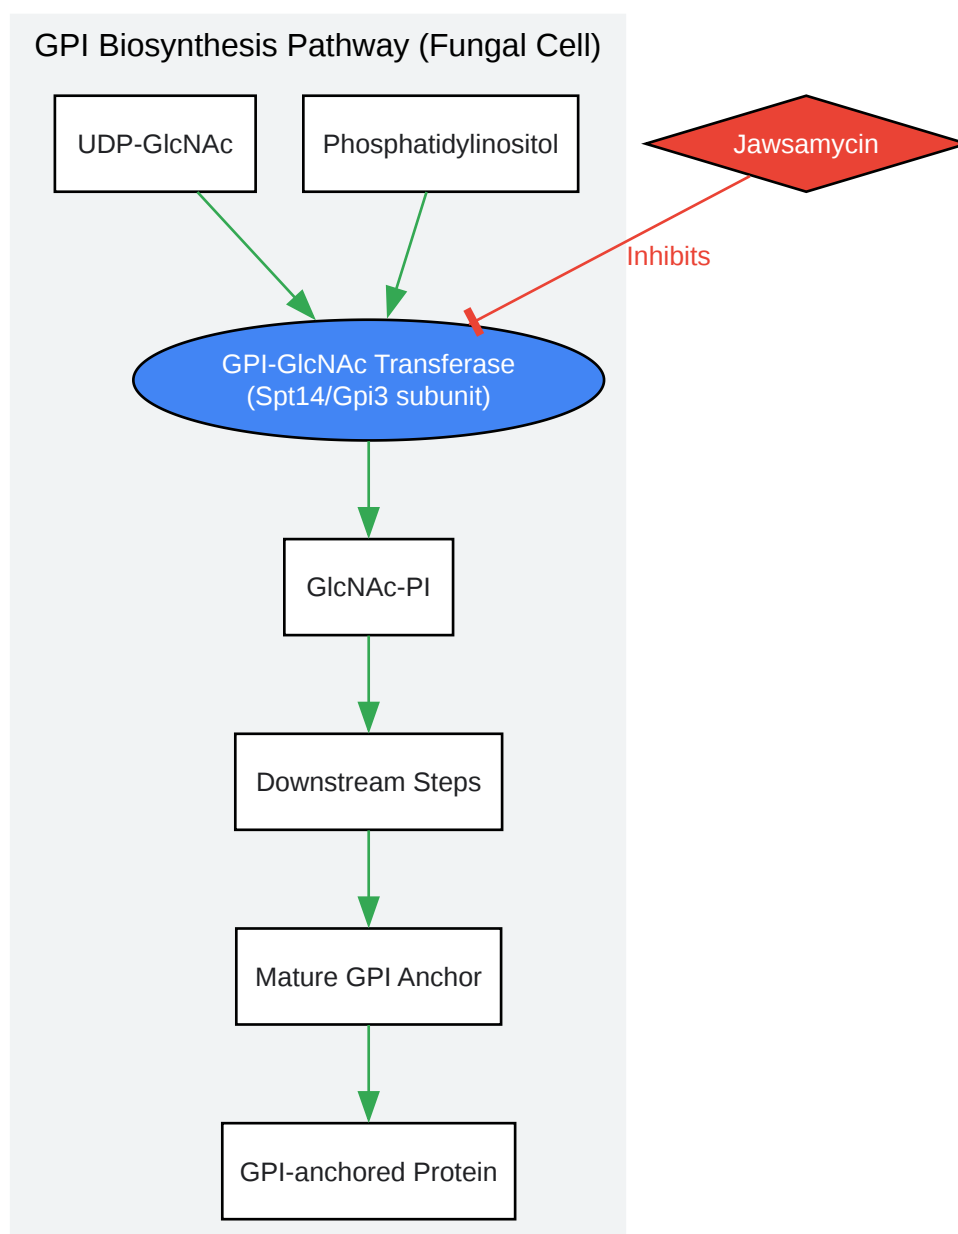 GPI Biosynthesis Pathway (Fungal Cell)
UDP-GlcNAc
Phosphatidylinositol
Jawsamycin
Inhibits
GPI-GlcNAc Transferase
(Spt14/Gpi3 subunit)
GlcNAc-PI
Downstream Steps
Mature GPI Anchor
GPI-anchored Protein